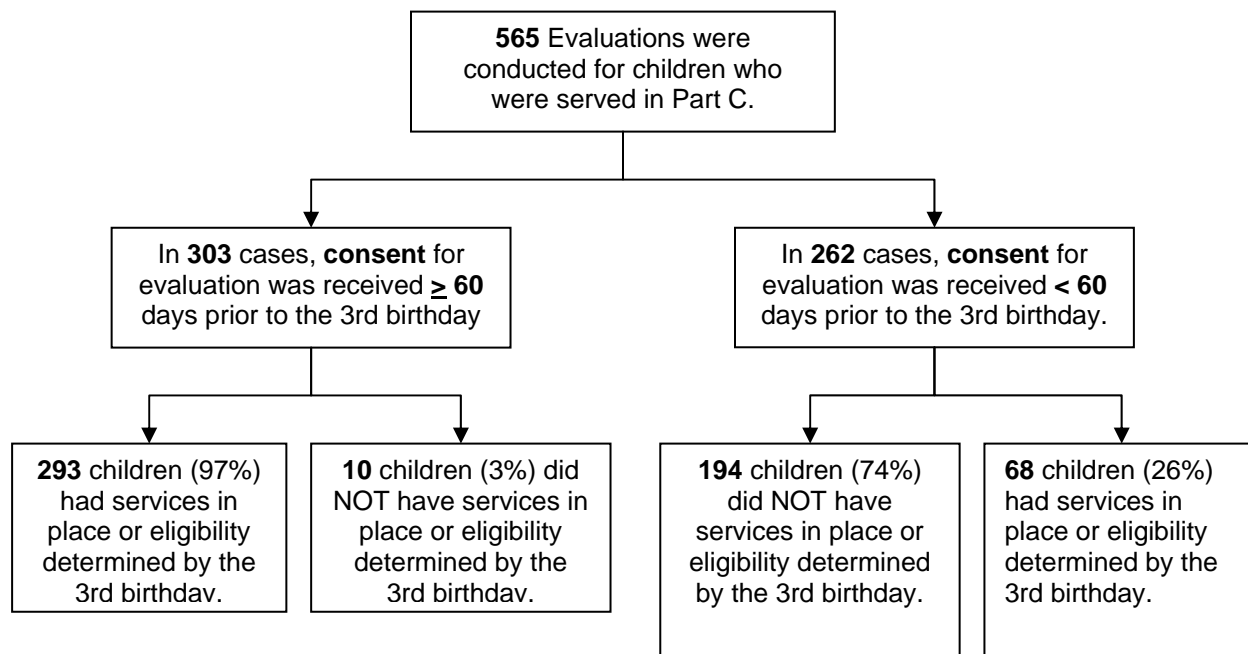 565 Evaluations were
conducted for children who
were served in Part C.
In 303 cases, consent for
evaluation was received ≥ 60
days prior to the 3rd birthday
In 262 cases, consent for
evaluation was received < 60
days prior to the 3rd birthday.
293 children (97%)
had services in
place or eligibility
determined by the
3rd birthday.
10 children (3%) did
NOT have services in
place or eligibility
determined by the
3rd birthday.
194 children (74%)
did NOT have
services in place or
eligibility determined
by the 3rd birthday.
68 children (26%)
had services in
place or eligibility
determined by the
3rd birthday.